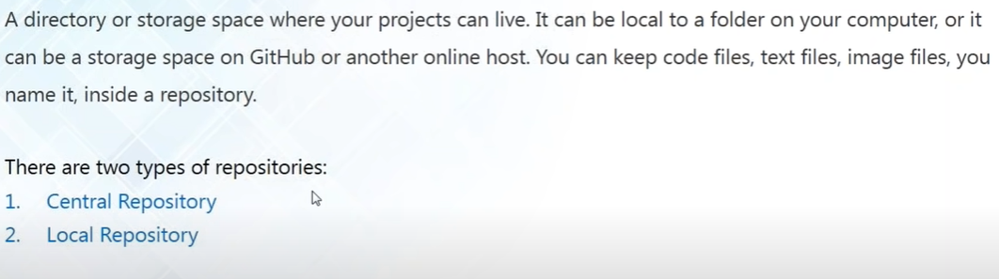 A directory or storage space where your projects can live. It can be local to a folder on your computer, or it
can be a storage space on GitHub or another online host. You can keep code files, text files, image files, you
name it, inside a repository.
There are two types of repositories:
1. Central Repository
2. Local Repository